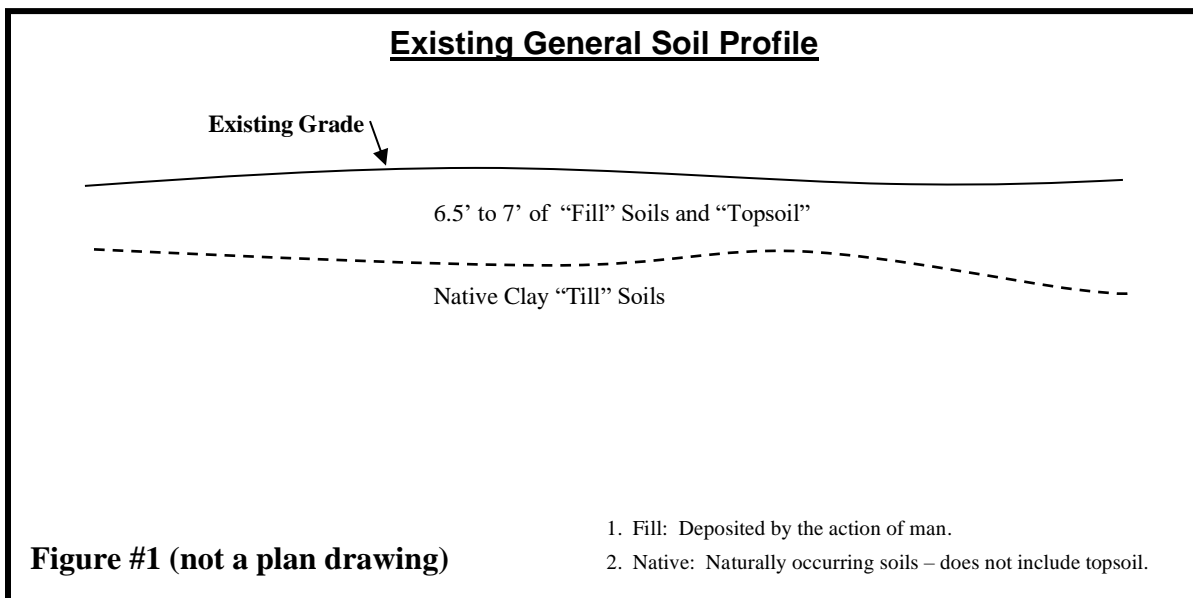 Existing General Soil Profile
Existing Grade
6.5’ to 7’ of “Fill” Soils and “Topsoil”
Native Clay “Till” Soils
1. Fill: Deposited by the action of man.
Figure #1 (not a plan drawing)
2. Native: Naturally occurring soils – does not include topsoil.